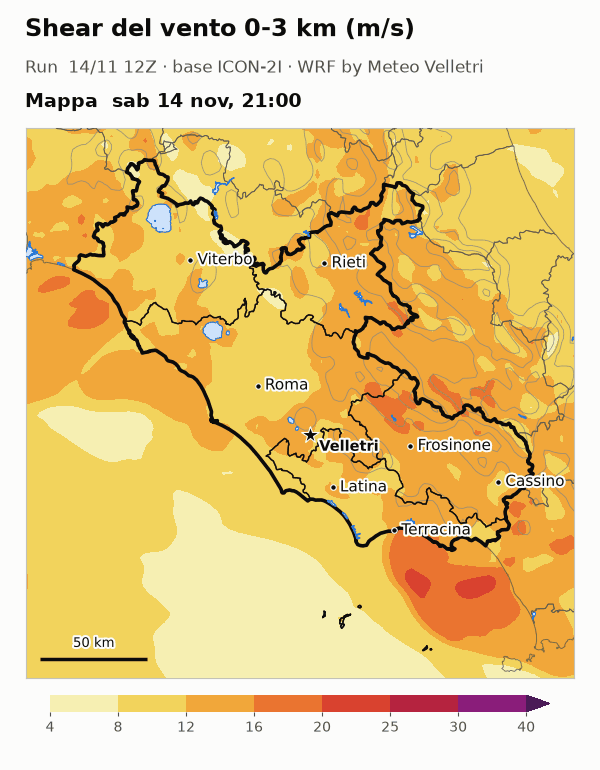 Shear del vento 0-3 km (m/s)
Run 14/11 12Z · base ICON-2I · WRF by Meteo Velletri
Mappa sab 14 nov, 21:00
Viterbo
Rieti
Roma
Velletri
Frosinone
Cassino
Latina
Terracina
50 km
4 8 12 16 20 25 30 40